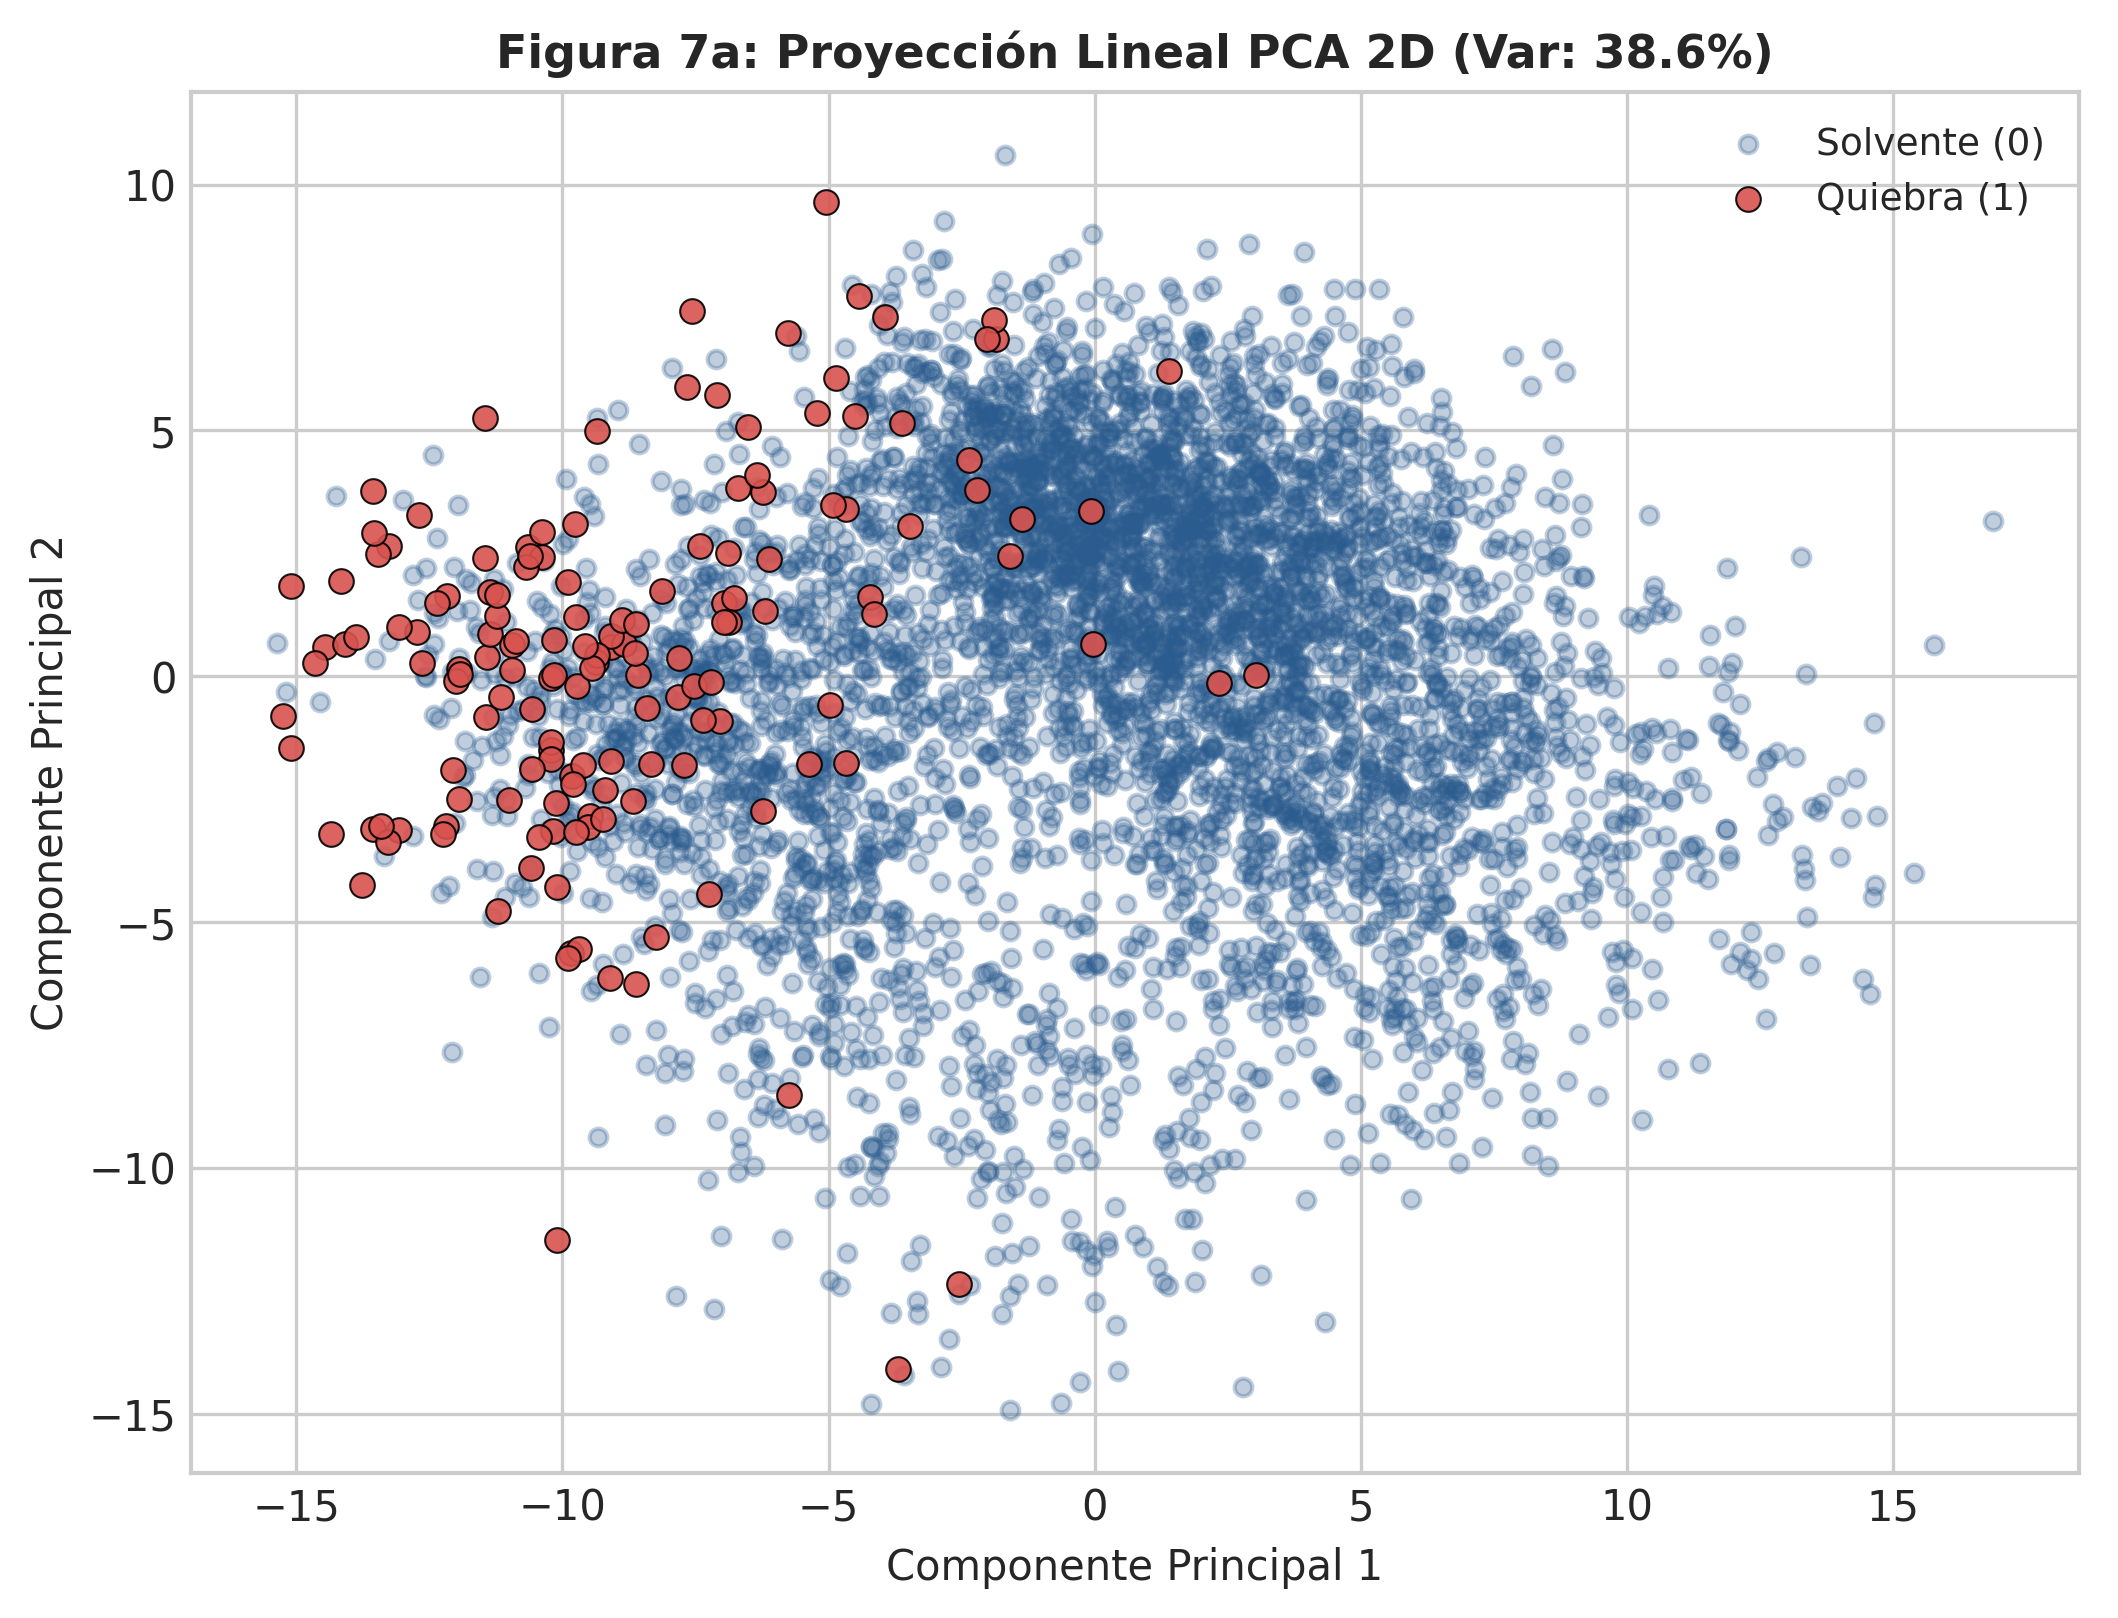 Figura 7a: Proyección Lineal PCA 2D (Var: 38.6%)
Solvente (0)
Quiebra (1)
10
5
0
−5
−10
−15
Componente Principal 2
−15 −10 −5 0 5 10 15
Componente Principal 1